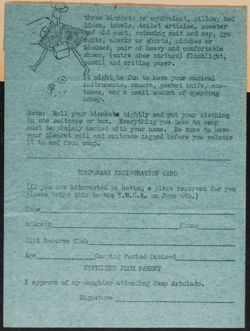 three blankets or equivalent, pillow, bed
linen, towels, toilet articles, sweater
and old coat, swimming suit and cap, gym
suits, slacks or shorts, middies or
blouses, pair of heavy and comfortable
shoes, (extra shoe strings) flashlight,
pencil and writing paper.
It might be fun to have your musical
instruments, camera, pocket knife, cos-
tumes, and a small amount of spending
money.
Note: Roll your blankets tightly and put your clothing
in one suitcase or box. Everything you take to camp
must be plainly marked with your name. Be sure to have
your blanket roll and suitcase tagged before you release
it to and from camp.
TEMPORARY REGISTRATION CARD
(If you are interested in having a place reserved for you
please bring this to the Y.W.C.A. on June 6th.)
Name
Address Phone
Girl Reserve Club
Age Camping Period Desired
STATEMENT FROM PARENT
I approve of my daughter attending Camp Arbolado.
Signature